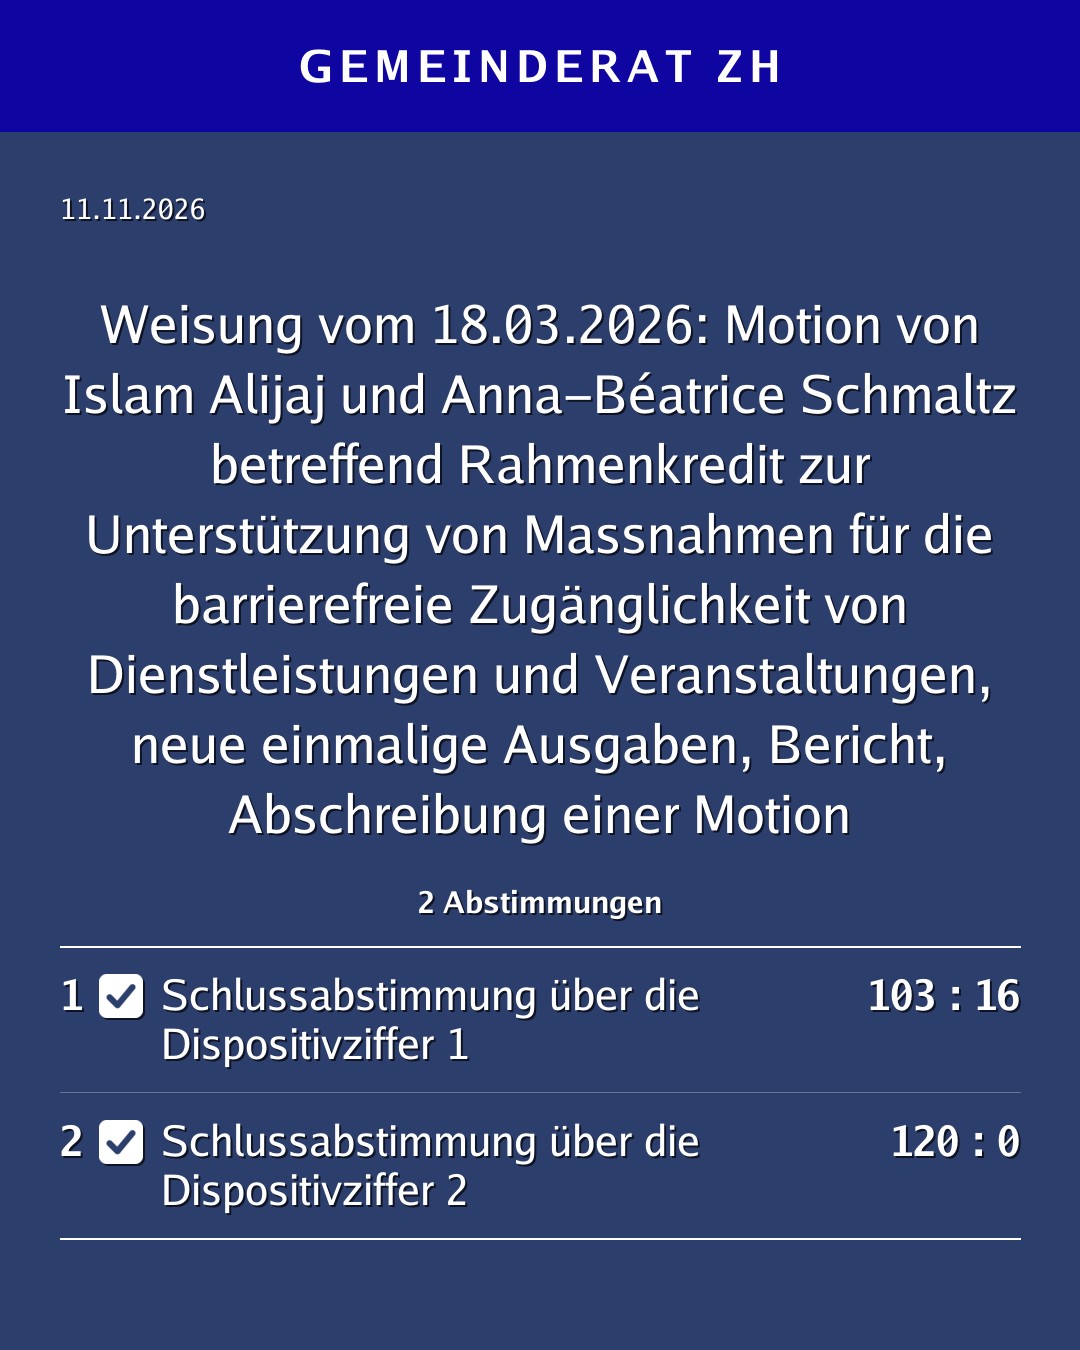 GEMEINDERAT ZH
11.11.2026
Weisung vom 18.03.2026: Motion von
Islam Alijaj und Anna-Béatrice Schmaltz
betreffend Rahmenkredit zur
Unterstützung von Massnahmen für die
barrierefreie Zugänglichkeit von
Dienstleistungen und Veranstaltungen,
neue einmalige Ausgaben, Bericht,
Abschreibung einer Motion
2 Abstimmungen
1 Schlussabstimmung über die 103 : 16
Dispositivziffer 1
2 Schlussabstimmung über die 120 : 0
Dispositivziffer 2